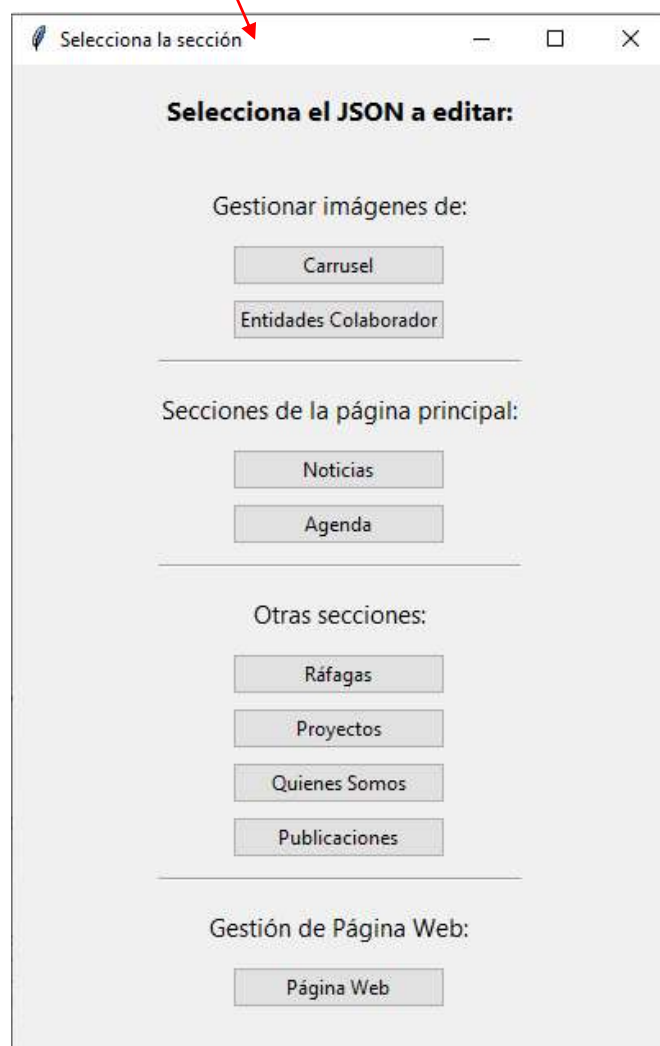 Selecciona la sección
Selecciona el JSON a editar:
Gestionar imágenes de:
Carrusel
Entidades Colaborador
Secciones de la página principal:
Noticias
Agenda
Otras secciones:
Ráfagas
Proyectos
Quienes Somos
Publicaciones
Gestión de Página Web:
Página Web